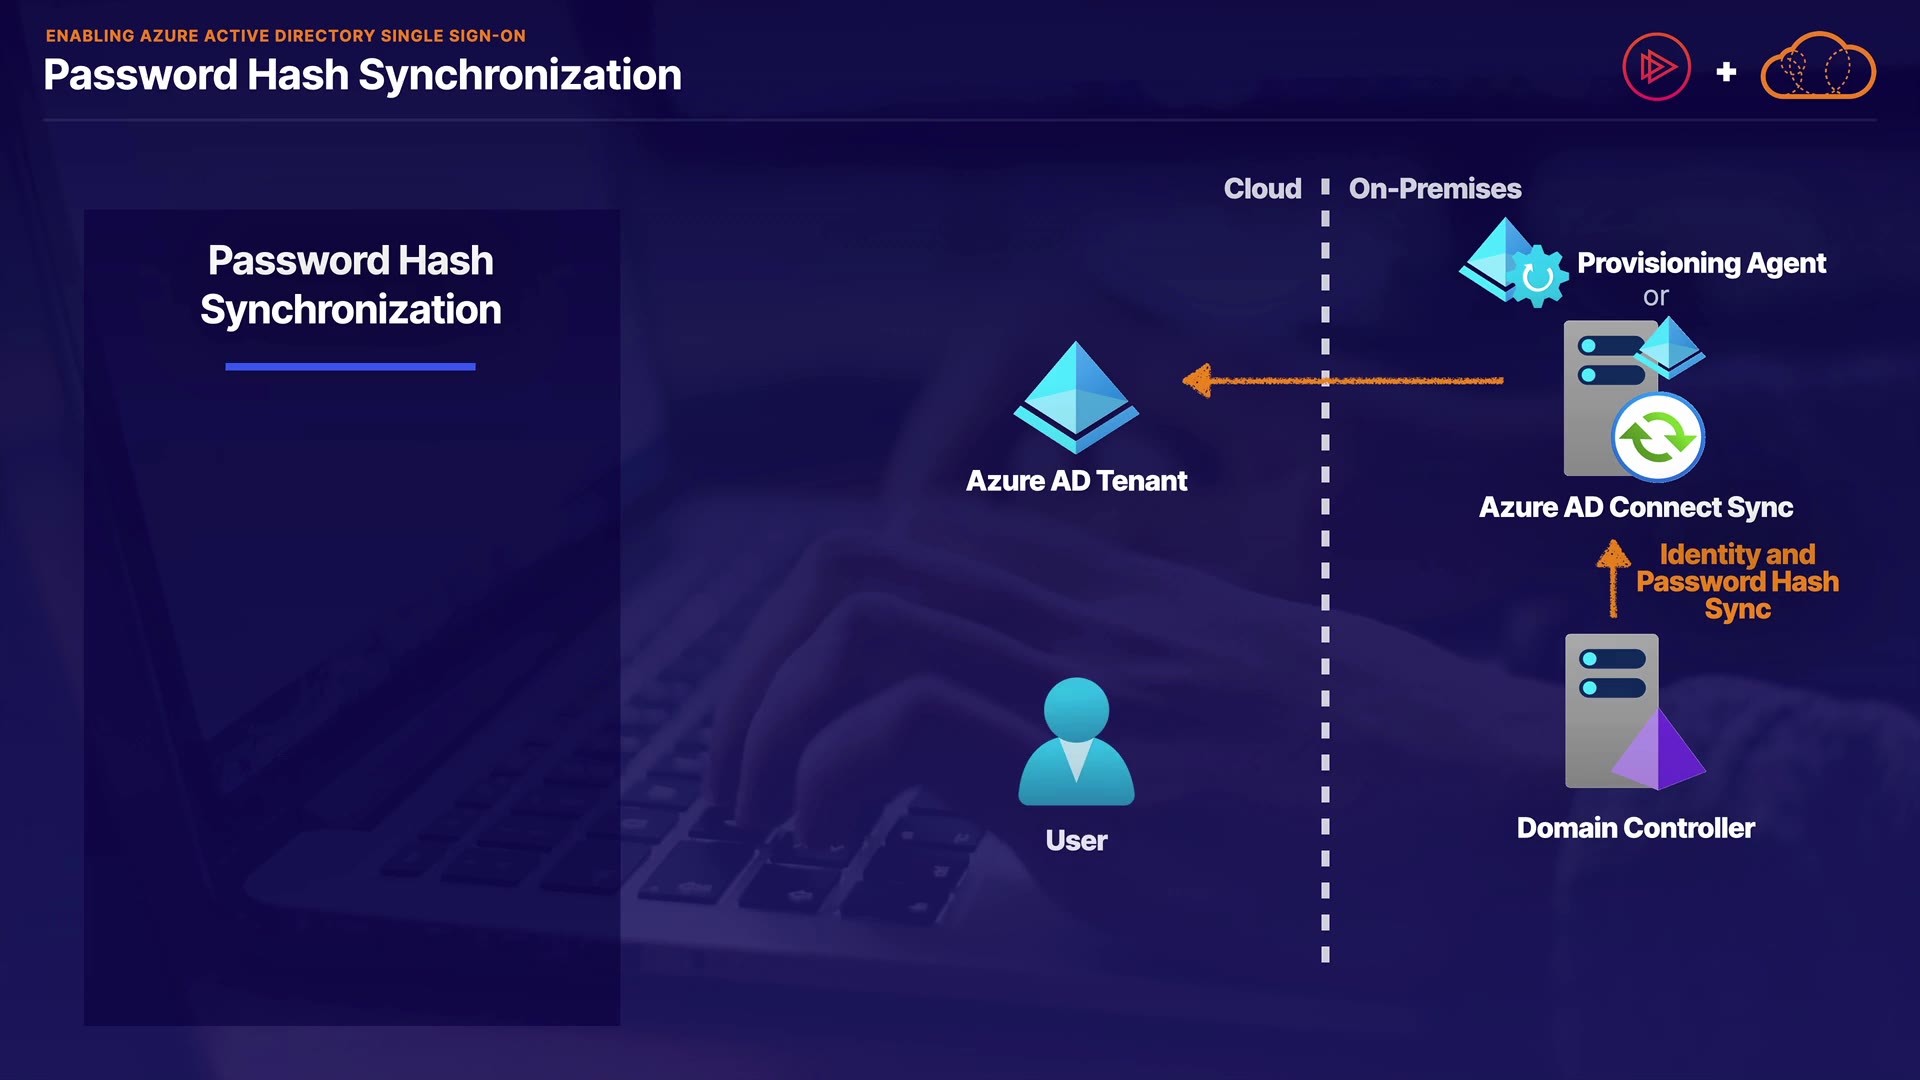 ENABLING AZURE ACTIVE DIRECTORY SINGLE SIGN-ON
Password Hash Synchronization
Password Hash
Synchronization
Cloud
On-Premises
Provisioning Agent
or
Azure AD Tenant
Azure AD Connect Sync
Identity and
Password Hash
Sync
User
Domain Controller